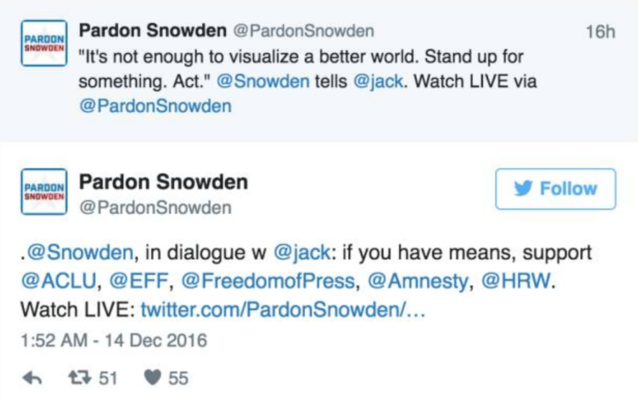 PARDON
SNOWDEN
Pardon Snowden @PardonSnowden 16h
"It's not enough to visualize a better world. Stand up for
something. Act." @Snowden tells @jack. Watch LIVE via
@PardonSnowden
PARDON
SNOWDEN
Pardon Snowden
@PardonSnowden
Follow
.@Snowden, in dialogue w @jack: if you have means, support
@ACLU, @EFF, @FreedomofPress, @Amnesty, @HRW.
Watch LIVE: twitter.com/PardonSnowden/...
1:52 AM - 14 Dec 2016
51 55